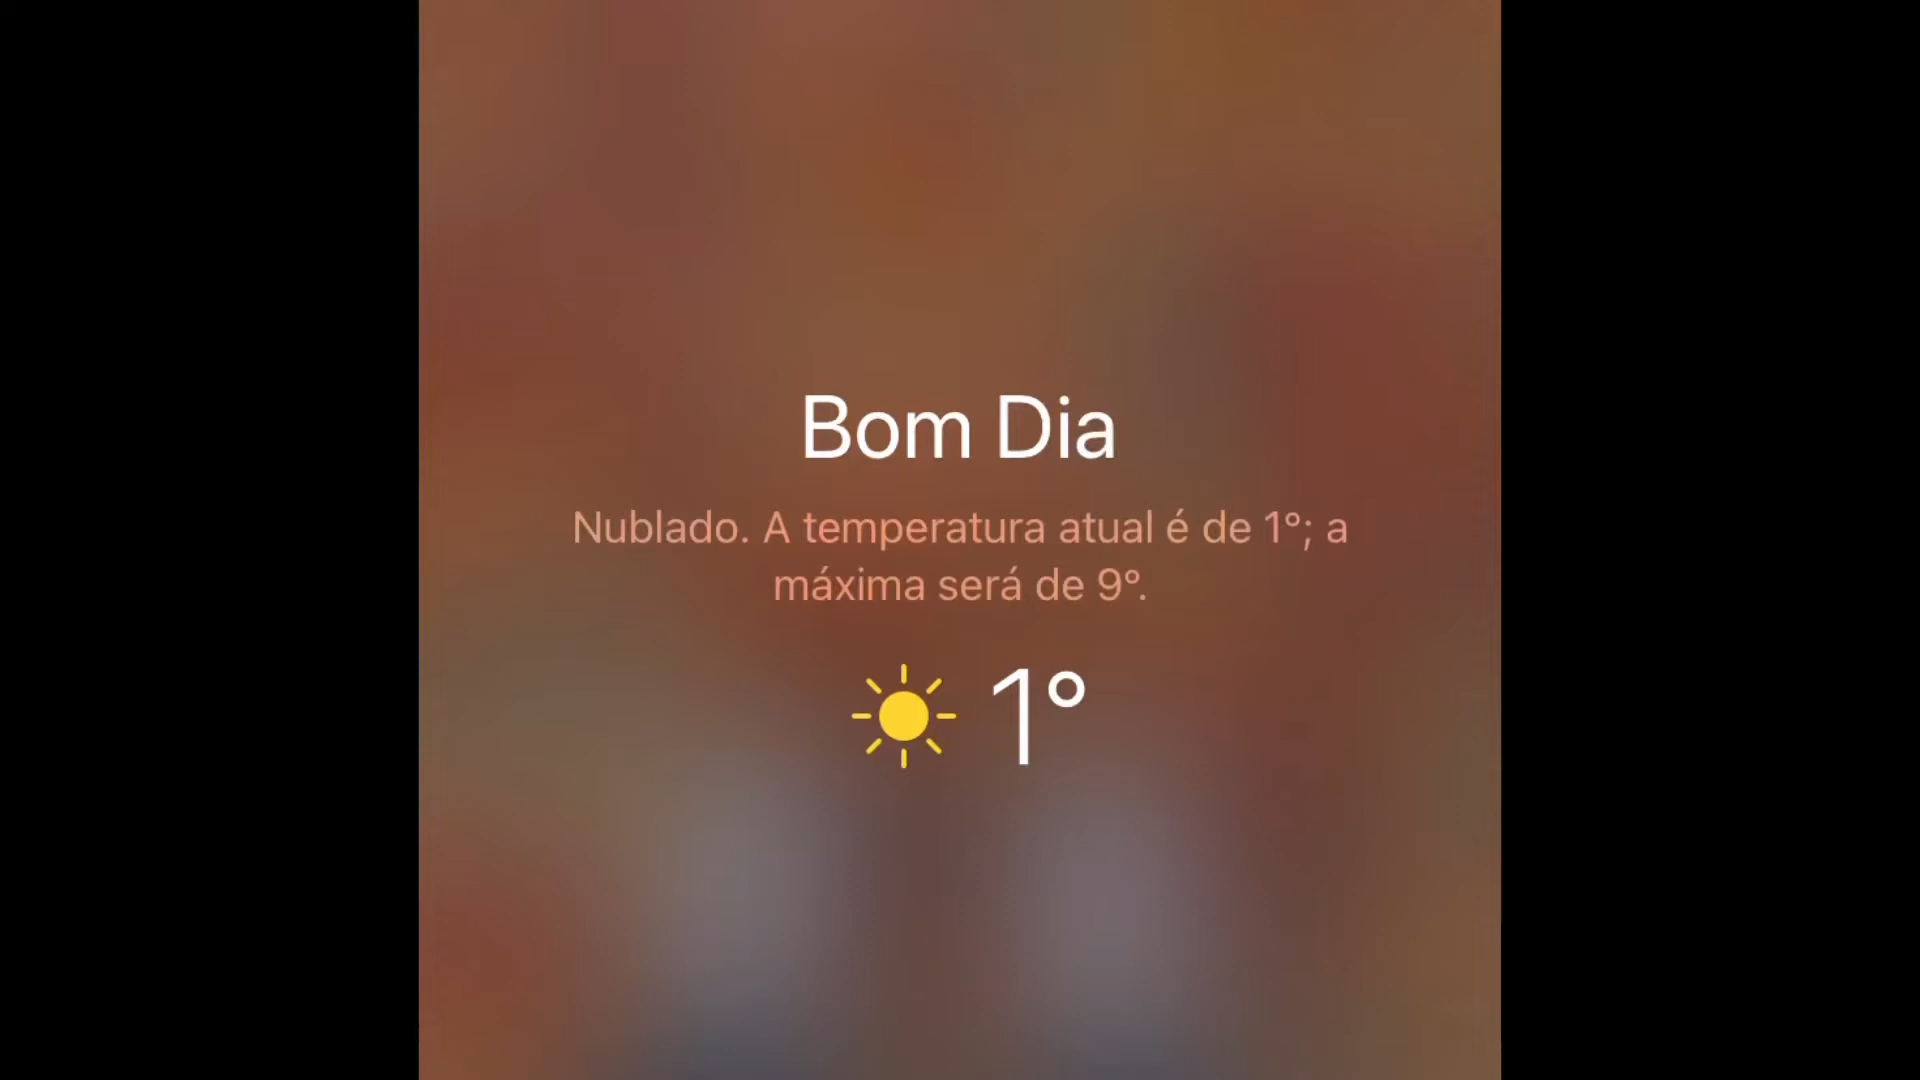 Bom Dia
Nublado. A temperatura atual é de 1°; a
máxima será de 9°.
1°